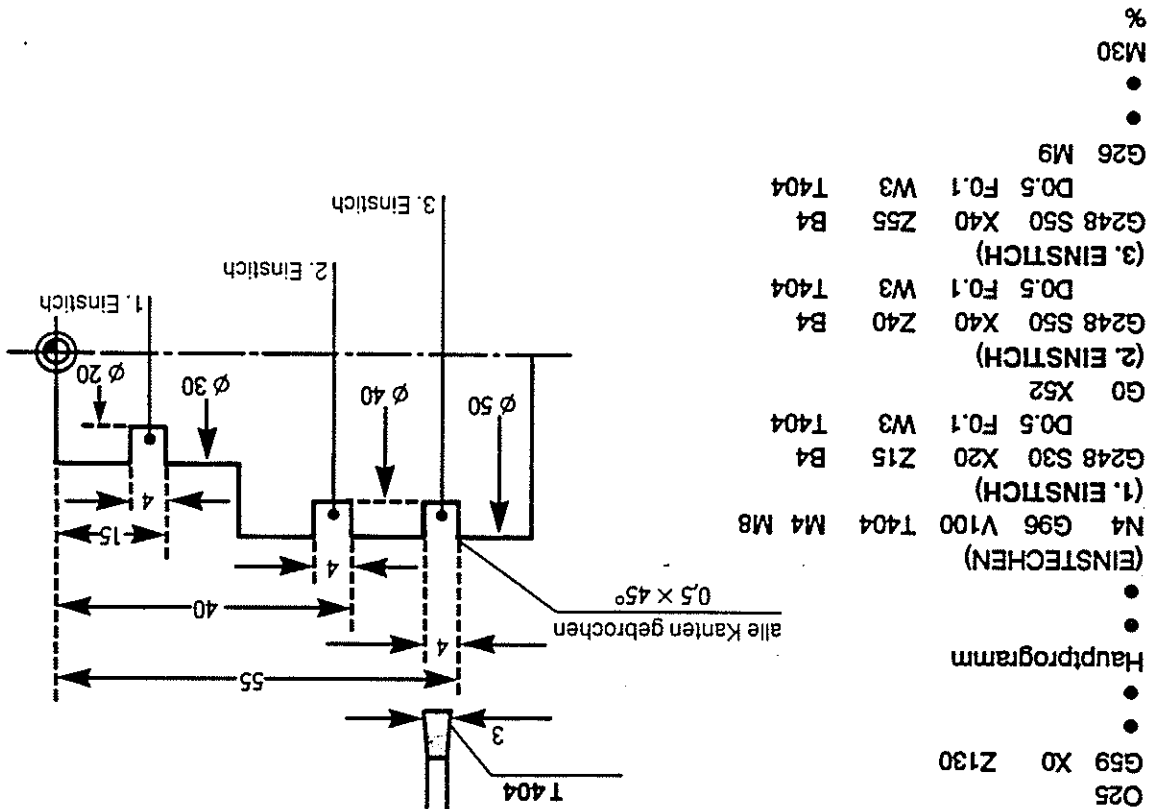 O25
G59 X0 Z130
●
●
Hauptprogramm
●
●
(EINSTECHEN)
N4 G96 V100 T404 M4 M8
(1. EINSTICH)
G248 S30 X20 Z15 B4
D0.5 F0.1 W3 T404
G0 X52
(2. EINSTICH)
G248 S50 X40 Z40 B4
D0.5 F0.1 W3 T404
(3. EINSTICH)
G248 S50 X40 Z55 B4
D0.5 F0.1 W3 T404
G26 M9
●
●
M30
%
T404
3
55
4
alle Kanten gebrochen
0,5 × 45°
40
4
15
4
Ø 50
Ø 40
Ø 30
Ø 20
1. Einstich
2. Einstich
3. Einstich